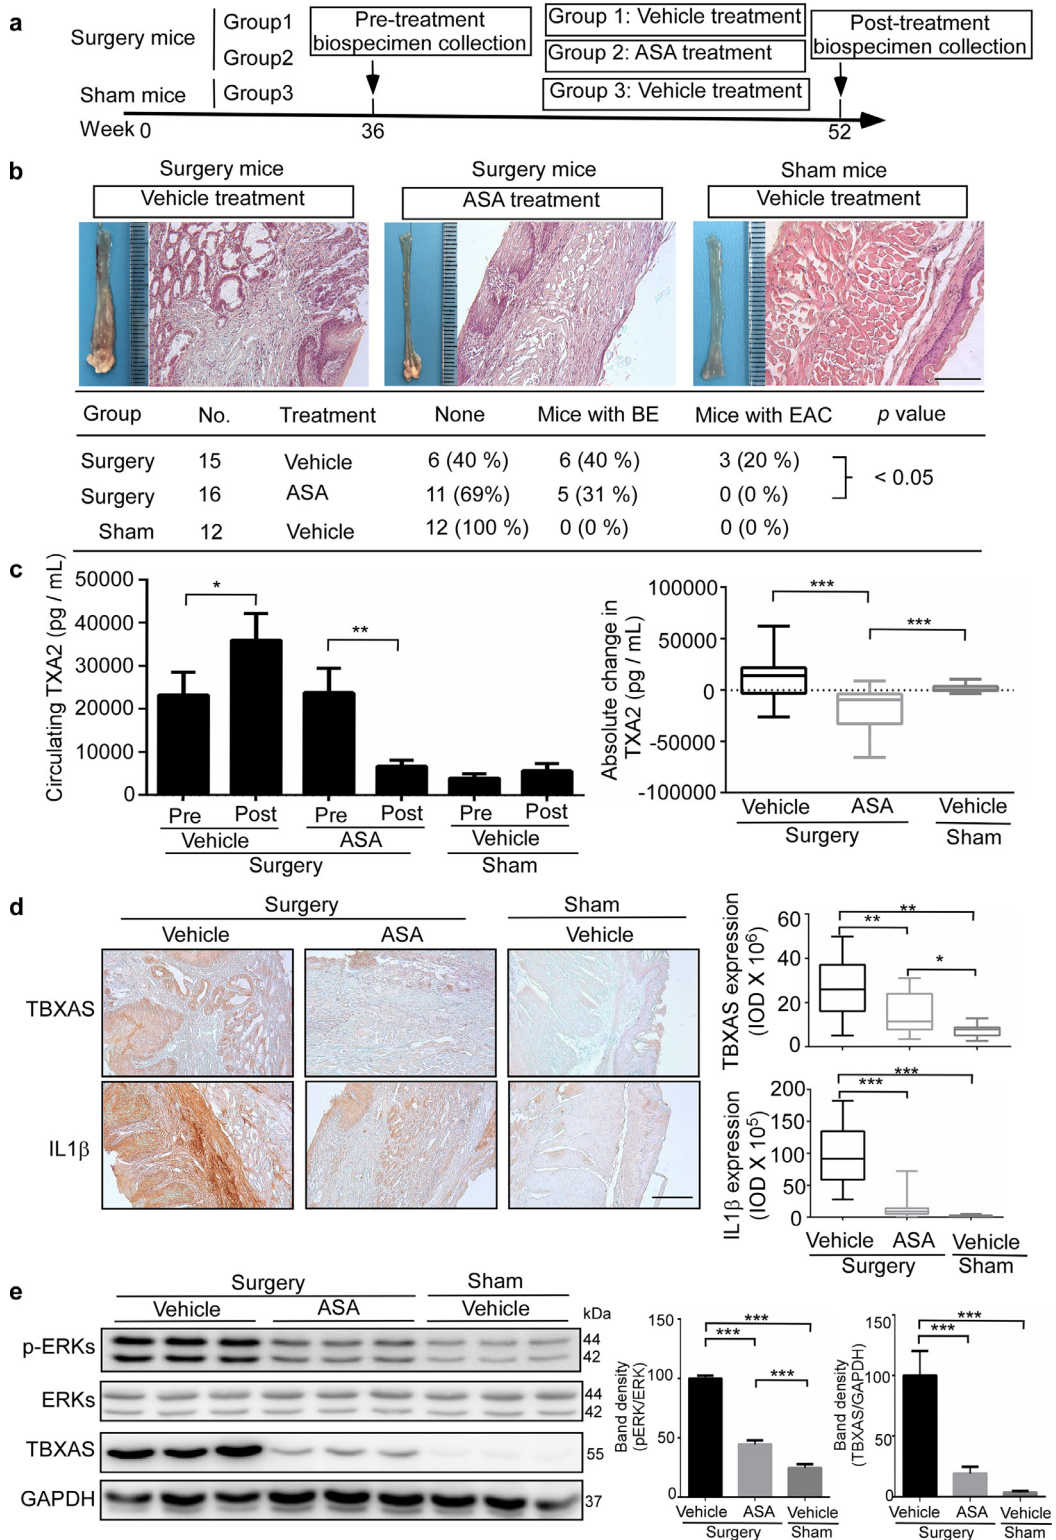 a
Surgery mice
Group1
Group2
Sham mice
Group3
Pre-treatment
biospecimen collection
Group 1: Vehicle treatment
Group 2: ASA treatment
Group 3: Vehicle treatment
Post-treatment
biospecimen collection
Week 0 36 52
b
Surgery mice Surgery mice Sham mice
Vehicle treatment ASA treatment Vehicle treatment
Group No. Treatment None Mice with BE Mice with EAC p value
Surgery 15 Vehicle 6 (40 %) 6 (40 %) 3 (20 %)
< 0.05
Surgery 16 ASA 11 (69%) 5 (31 %) 0 (0 %)
Sham 12 Vehicle 12 (100 %) 0 (0 %) 0 (0 %)
c
Circulating TXA2 (pg / mL)
50000
40000
30000
20000
10000
0
* **
Pre Post Pre Post Pre Post
Vehicle ASA Vehicle
Surgery Sham
Absolute change in
TXA2 (pg / mL)
100000
50000
0
-50000
-100000
***
***
Vehicle ASA Vehicle
Surgery Sham
d
Surgery Sham
Vehicle ASA Vehicle
TBXAS
IL1β
TBXAS expression
(IOD X 10⁶)
60
40
20
0
**
**
*
IL1β expression
(IOD X 10⁵)
200
150
100
50
0
***
***
Vehicle ASA Vehicle
Surgery Sham
e
Surgery Sham
Vehicle ASA Vehicle kDa
p-ERKs 44
42
ERKs 44
42
TBXAS 55
GAPDH 37
Band density
(pERK/ERK)
150
100
50
0
***
***
***
Vehicle ASA Vehicle
Surgery Sham
Band density
(TBXAS/GAPDH)
150
100
50
0
***
***
Vehicle ASA Vehicle
Surgery Sham